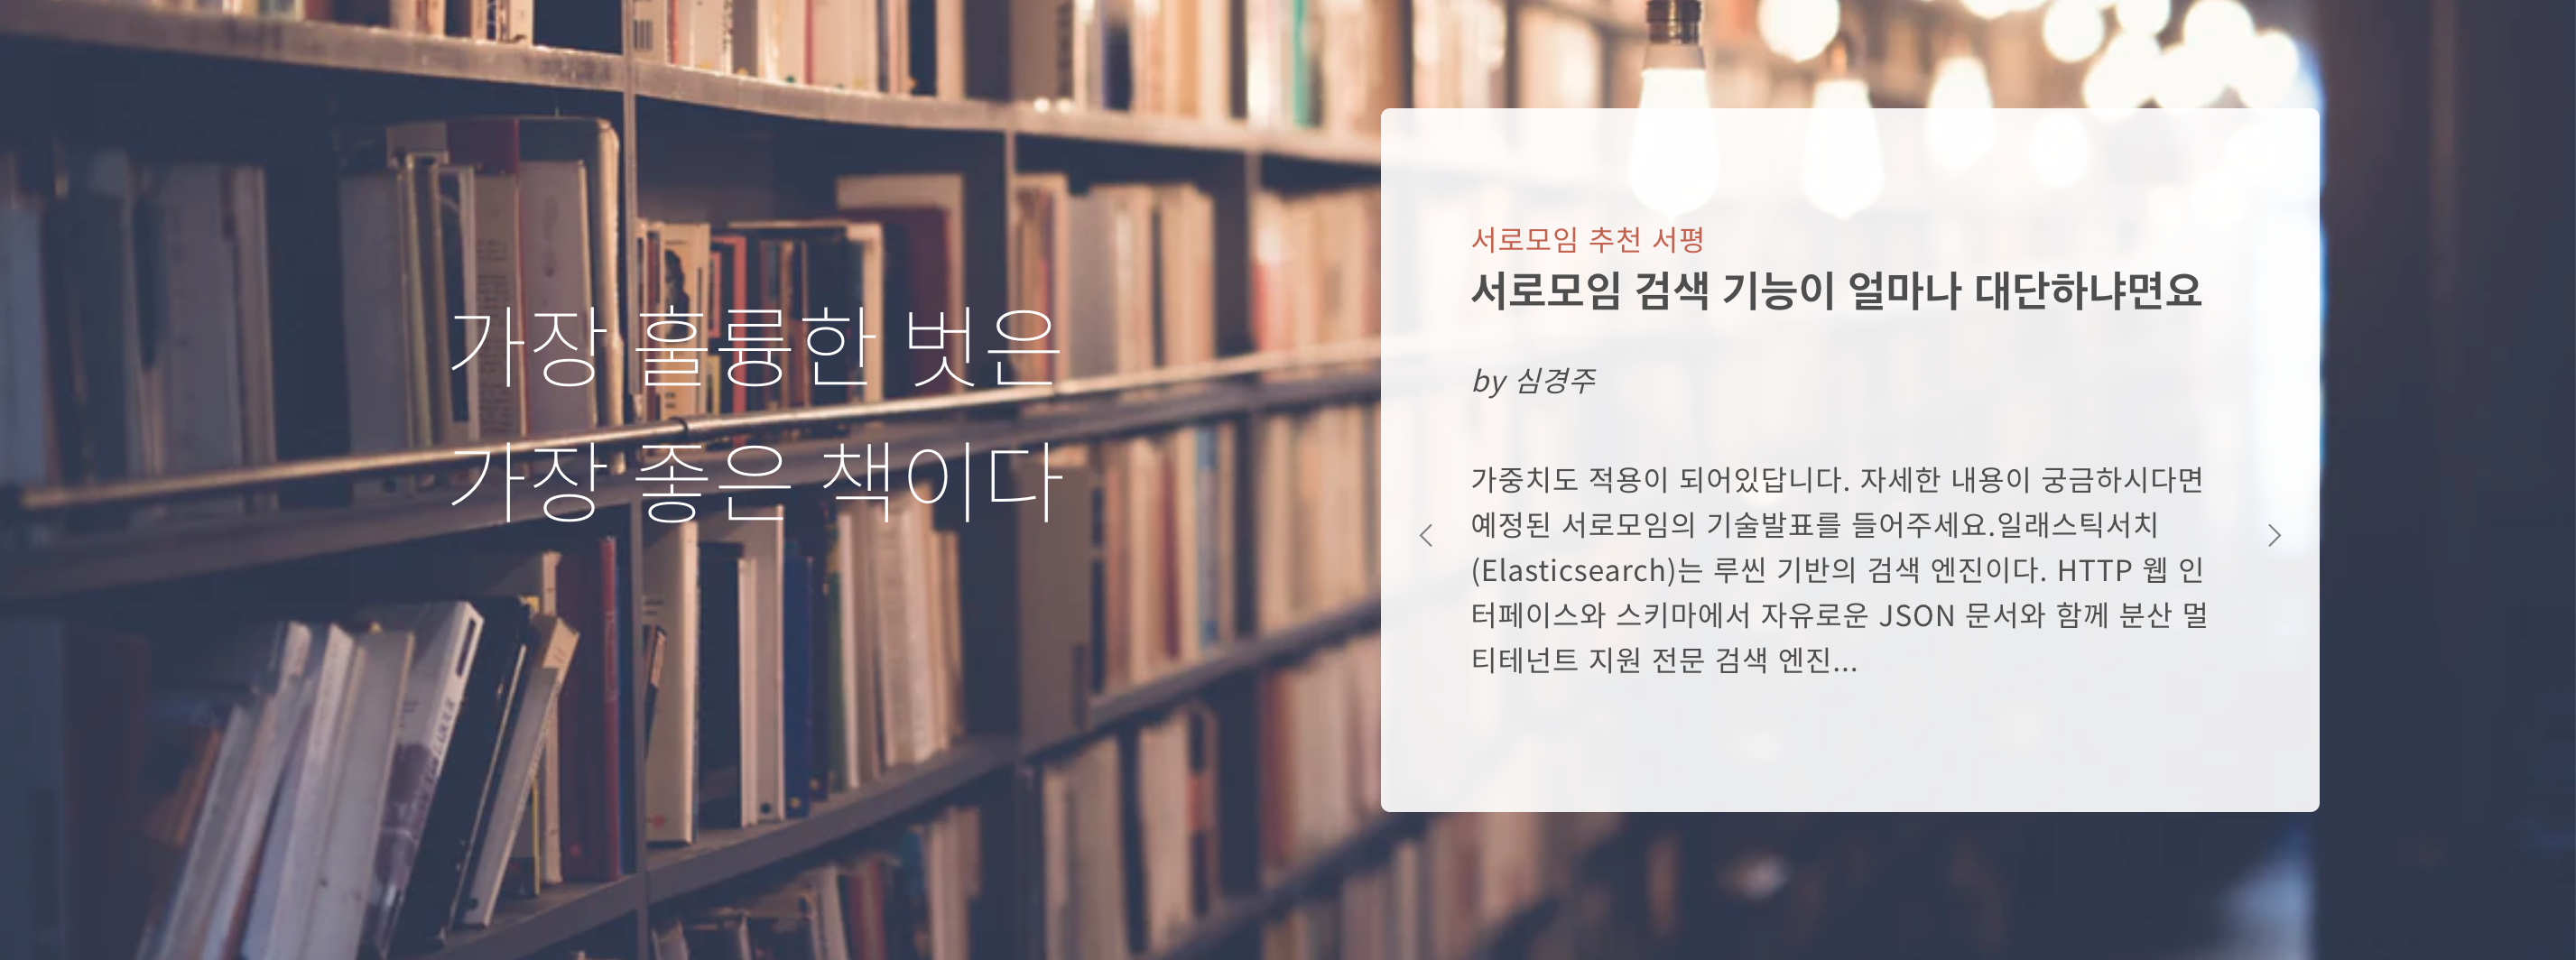 가장 훌륭한 벗은
가장 좋은 책이다
서로모임 추천 서평
서로모임 검색 기능이 얼마나 대단하냐면요
by 심경주
가중치도 적용이 되어있답니다. 자세한 내용이 궁금하시다면
예정된 서로모임의 기술발표를 들어주세요.일래스틱서치
(Elasticsearch)는 루씬 기반의 검색 엔진이다. HTTP 웹 인
터페이스와 스키마에서 자유로운 JSON 문서와 함께 분산 멀
티테넌트 지원 전문 검색 엔진...